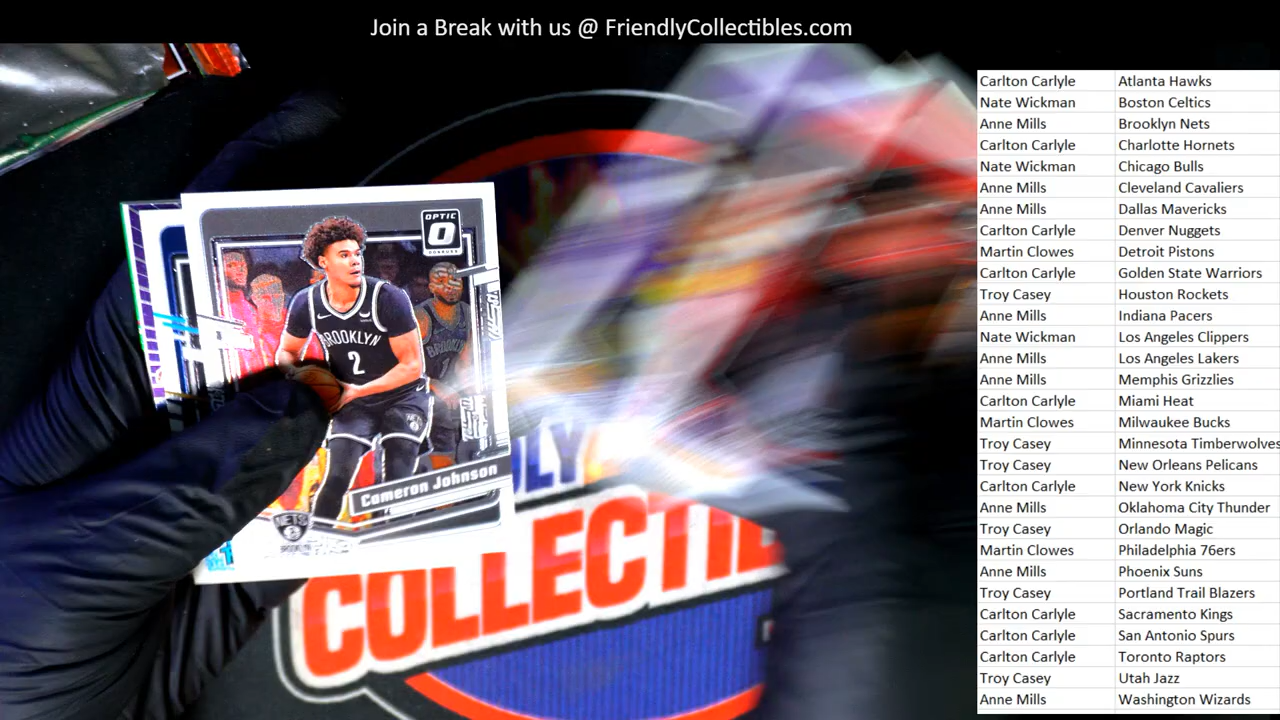 Join a Break with us @ FriendlyCollectibles.com
OPTIC
DONRUSS
BROOKLYN
2
Cameron Johnson
NETS
BROOKLYN
DLY
COLLECTIB
Carlton Carlyle Atlanta Hawks
Nate Wickman Boston Celtics
Anne Mills Brooklyn Nets
Carlton Carlyle Charlotte Hornets
Nate Wickman Chicago Bulls
Anne Mills Cleveland Cavaliers
Anne Mills Dallas Mavericks
Carlton Carlyle Denver Nuggets
Martin Clowes Detroit Pistons
Carlton Carlyle Golden State Warriors
Troy Casey Houston Rockets
Anne Mills Indiana Pacers
Nate Wickman Los Angeles Clippers
Anne Mills Los Angeles Lakers
Anne Mills Memphis Grizzlies
Carlton Carlyle Miami Heat
Martin Clowes Milwaukee Bucks
Troy Casey Minnesota Timberwolves
Troy Casey New Orleans Pelicans
Carlton Carlyle New York Knicks
Anne Mills Oklahoma City Thunder
Troy Casey Orlando Magic
Martin Clowes Philadelphia 76ers
Anne Mills Phoenix Suns
Troy Casey Portland Trail Blazers
Carlton Carlyle Sacramento Kings
Carlton Carlyle San Antonio Spurs
Carlton Carlyle Toronto Raptors
Troy Casey Utah Jazz
Anne Mills Washington Wizards